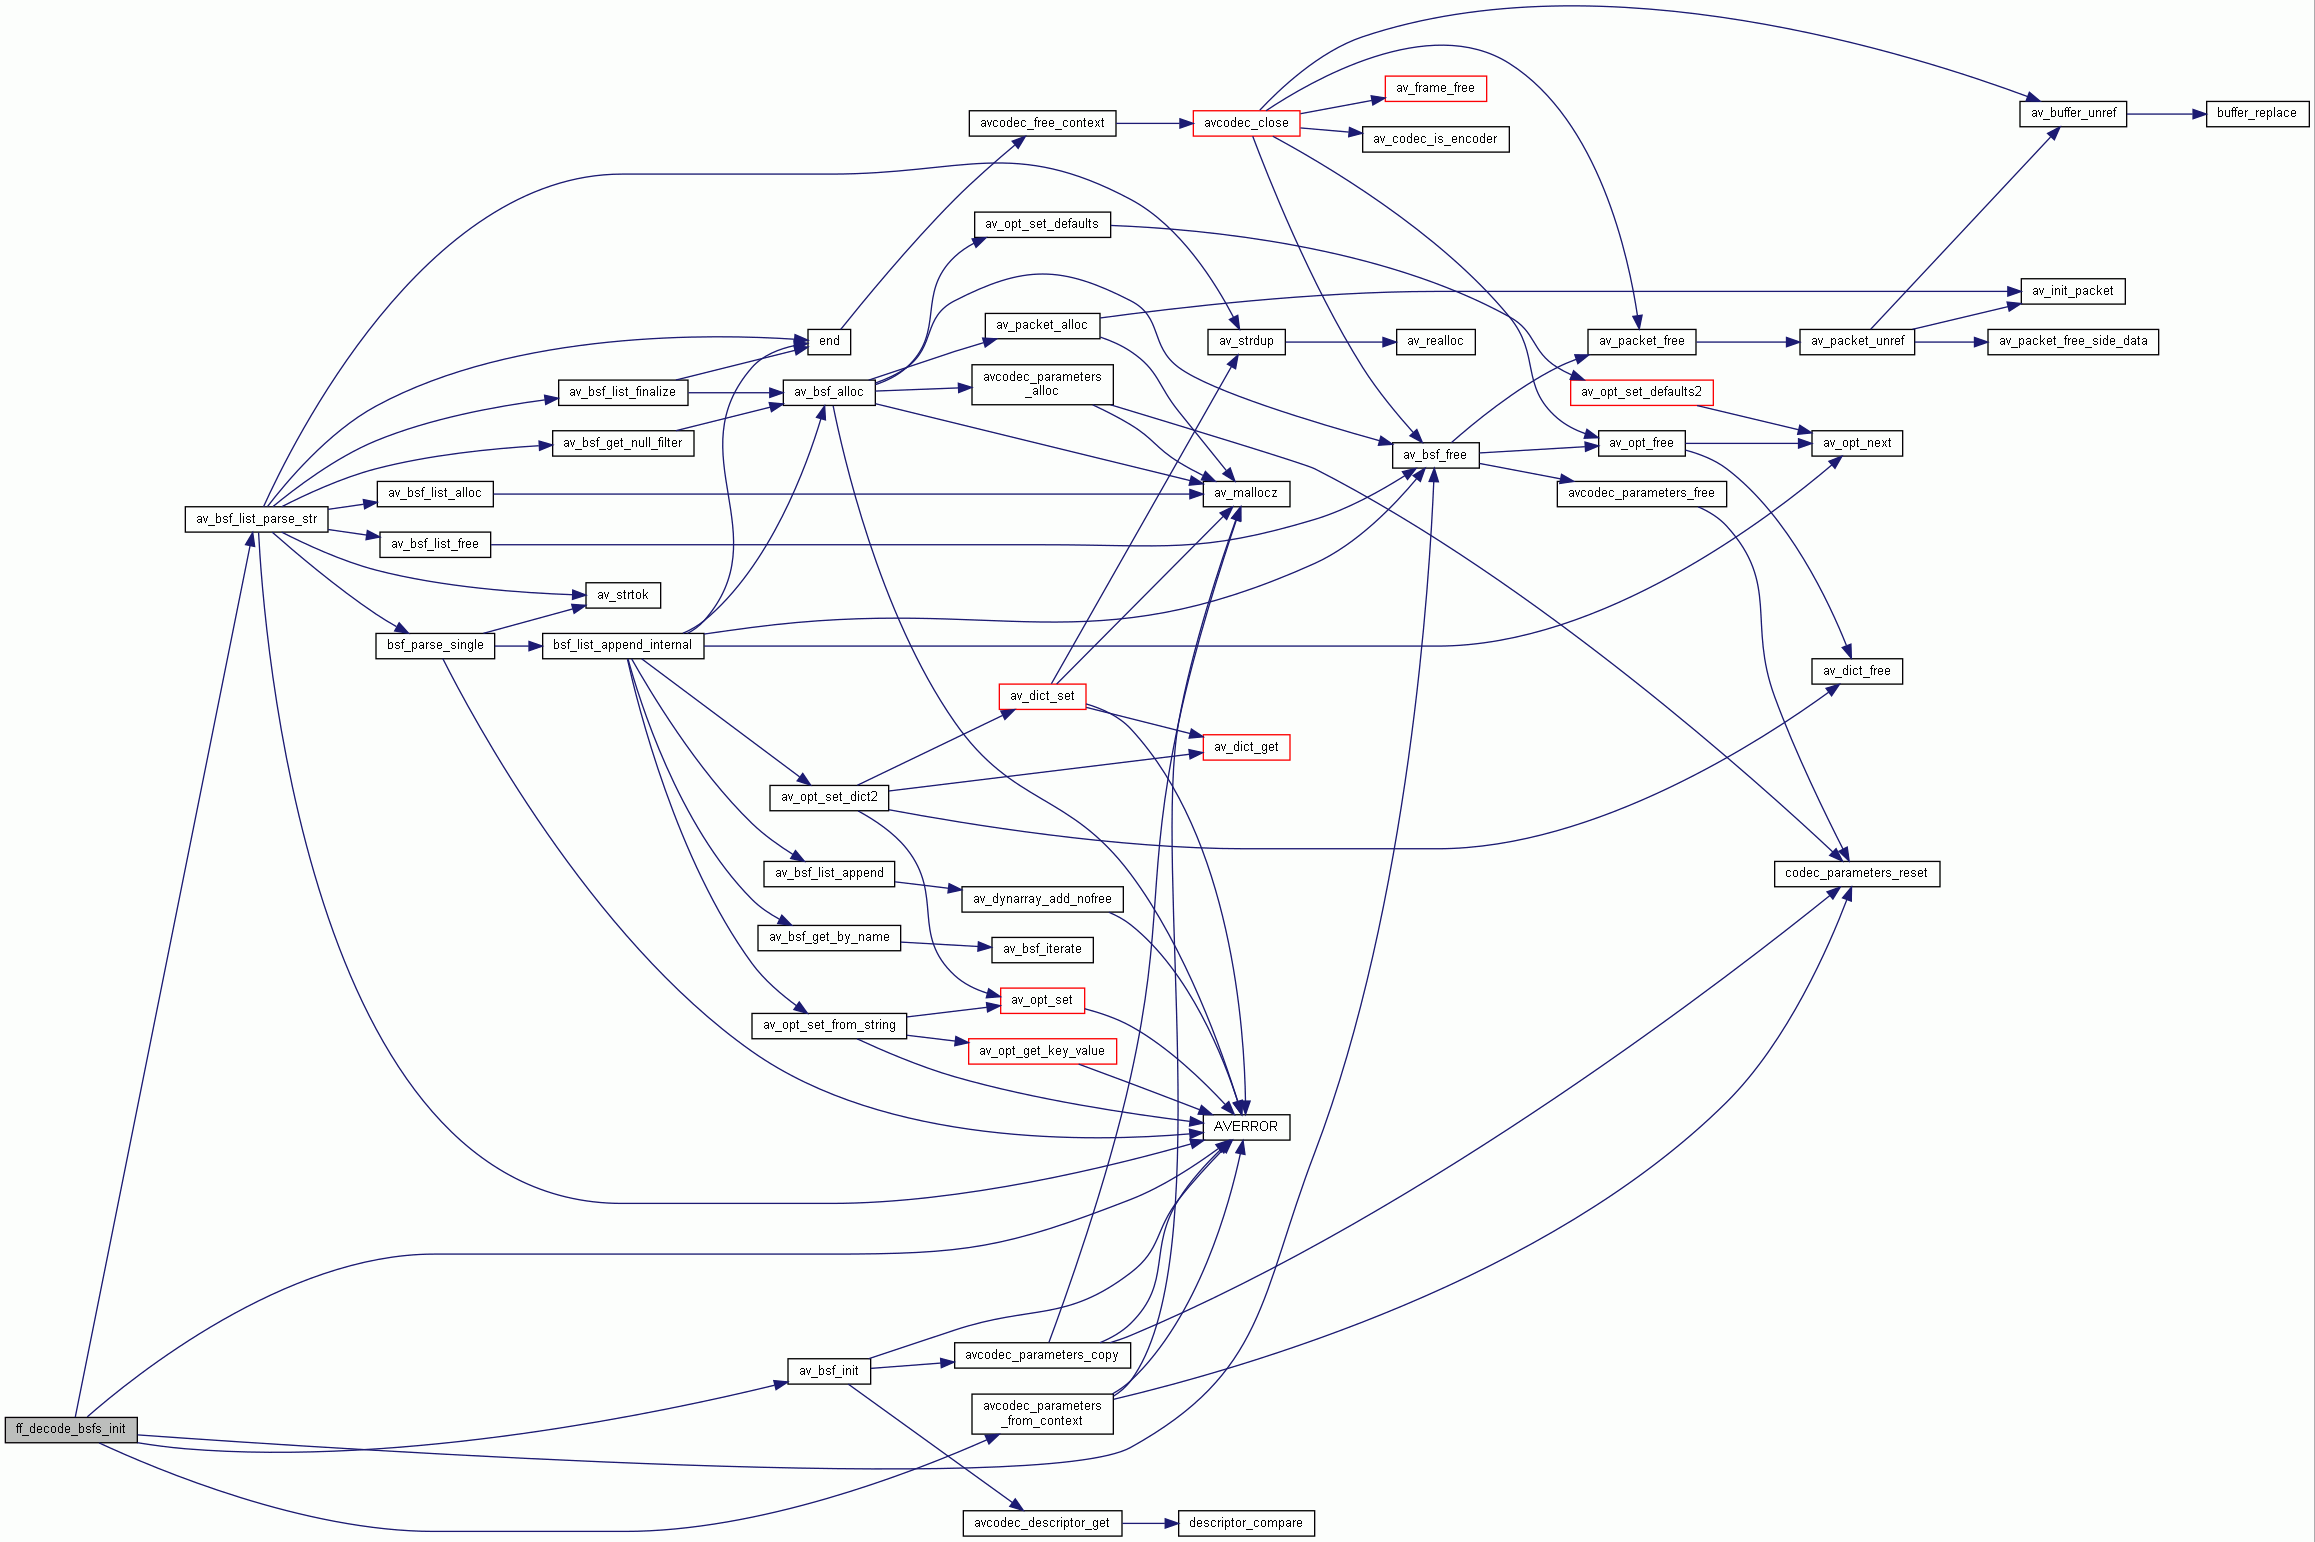 av_frame_free
avcodec_free_context
avcodec_close
av_buffer_unref
buffer_replace
av_codec_is_encoder
av_opt_set_defaults
av_init_packet
av_packet_alloc
end
av_strdup
av_realloc
av_packet_free
av_packet_unref
av_packet_free_side_data
av_bsf_list_finalize
av_bsf_alloc
avcodec_parameters
_alloc
av_opt_set_defaults2
av_bsf_get_null_filter
av_bsf_free
av_opt_free
av_opt_next
av_bsf_list_alloc
av_mallocz
avcodec_parameters_free
av_bsf_list_parse_str
av_bsf_list_free
av_strtok
bsf_parse_single
bsf_list_append_internal
av_dict_free
av_dict_set
av_dict_get
av_opt_set_dict2
av_bsf_list_append
codec_parameters_reset
av_dynarray_add_nofree
av_bsf_get_by_name
av_bsf_iterate
av_opt_set
av_opt_set_from_string
av_opt_get_key_value
AVERROR
avcodec_parameters_copy
av_bsf_init
avcodec_parameters
_from_context
ff_decode_bsfs_init
avcodec_descriptor_get
descriptor_compare